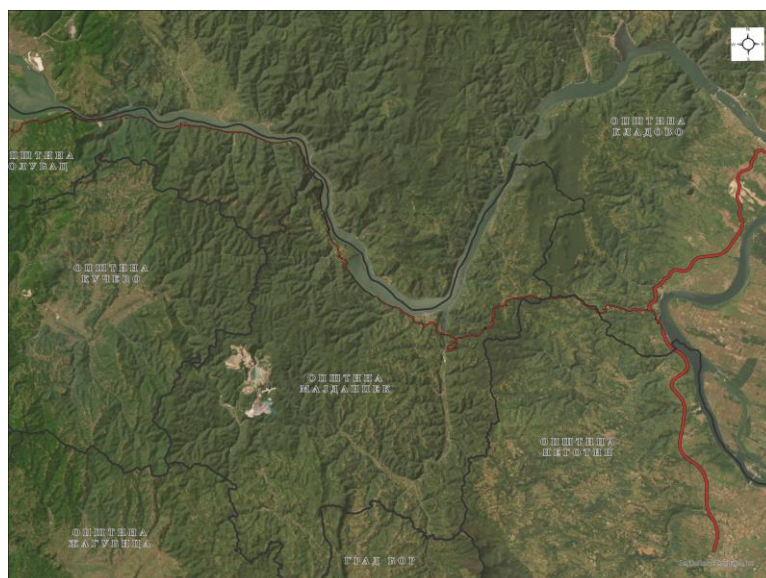 ОПШТИНА
КЛАДОВО
ОПШТИНА
ГОЛУБАЦ
ОПШТИНА
КУЧЕВО
ОПШТИНА
МАЈДАНПЕК
ОПШТИНА
НЕГОТИН
ОПШТИНА
ЖАГУБИЦА
ГРАД БОР